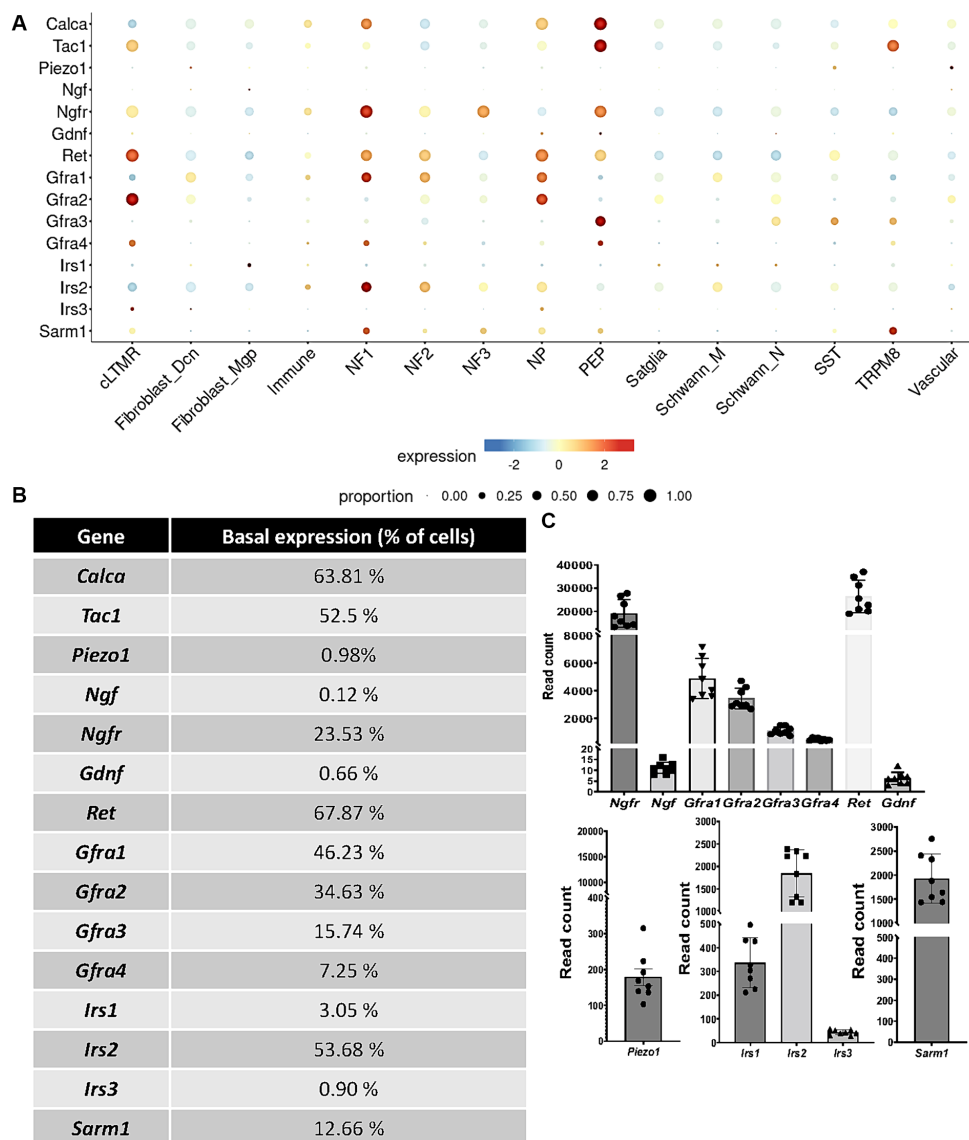 A
Calca
Tac1
Piezo1
Ngf
Ngfr
Gdnf
Ret
Gfra1
Gfra2
Gfra3
Gfra4
Irs1
Irs2
Irs3
Sarm1
cLTMR
Fibroblast_Dcn
Fibroblast_Mgp
Immune
NF1
NF2
NF3
NP
PEP
Satglia
Schwann_M
Schwann_N
SST
TRPM8
Vascular
expression
-2 0 2
proportion 0.00 0.25 0.50 0.75 1.00
B
Gene Basal expression (% of cells)
Calca 63.81 %
Tac1 52.5 %
Piezo1 0.98%
Ngf 0.12 %
Ngfr 23.53 %
Gdnf 0.66 %
Ret 67.87 %
Gfra1 46.23 %
Gfra2 34.63 %
Gfra3 15.74 %
Gfra4 7.25 %
Irs1 3.05 %
Irs2 53.68 %
Irs3 0.90 %
Sarm1 12.66 %
C
Read count
40000
30000
20000
8000
6000
4000
2000
20
15
10
5
0
Ngfr Ngf Gfra1 Gfra2 Gfra3 Gfra4 Ret Gdnf
Read count
20000
15000
10000
400
300
200
100
0
Piezo1
Read count
3000
2500
2000
1500
1000
500
400
300
200
100
0
Irs1 Irs2 Irs3
Read count
3000
2500
2000
1500
1000
500
400
300
200
100
0
Sarm1